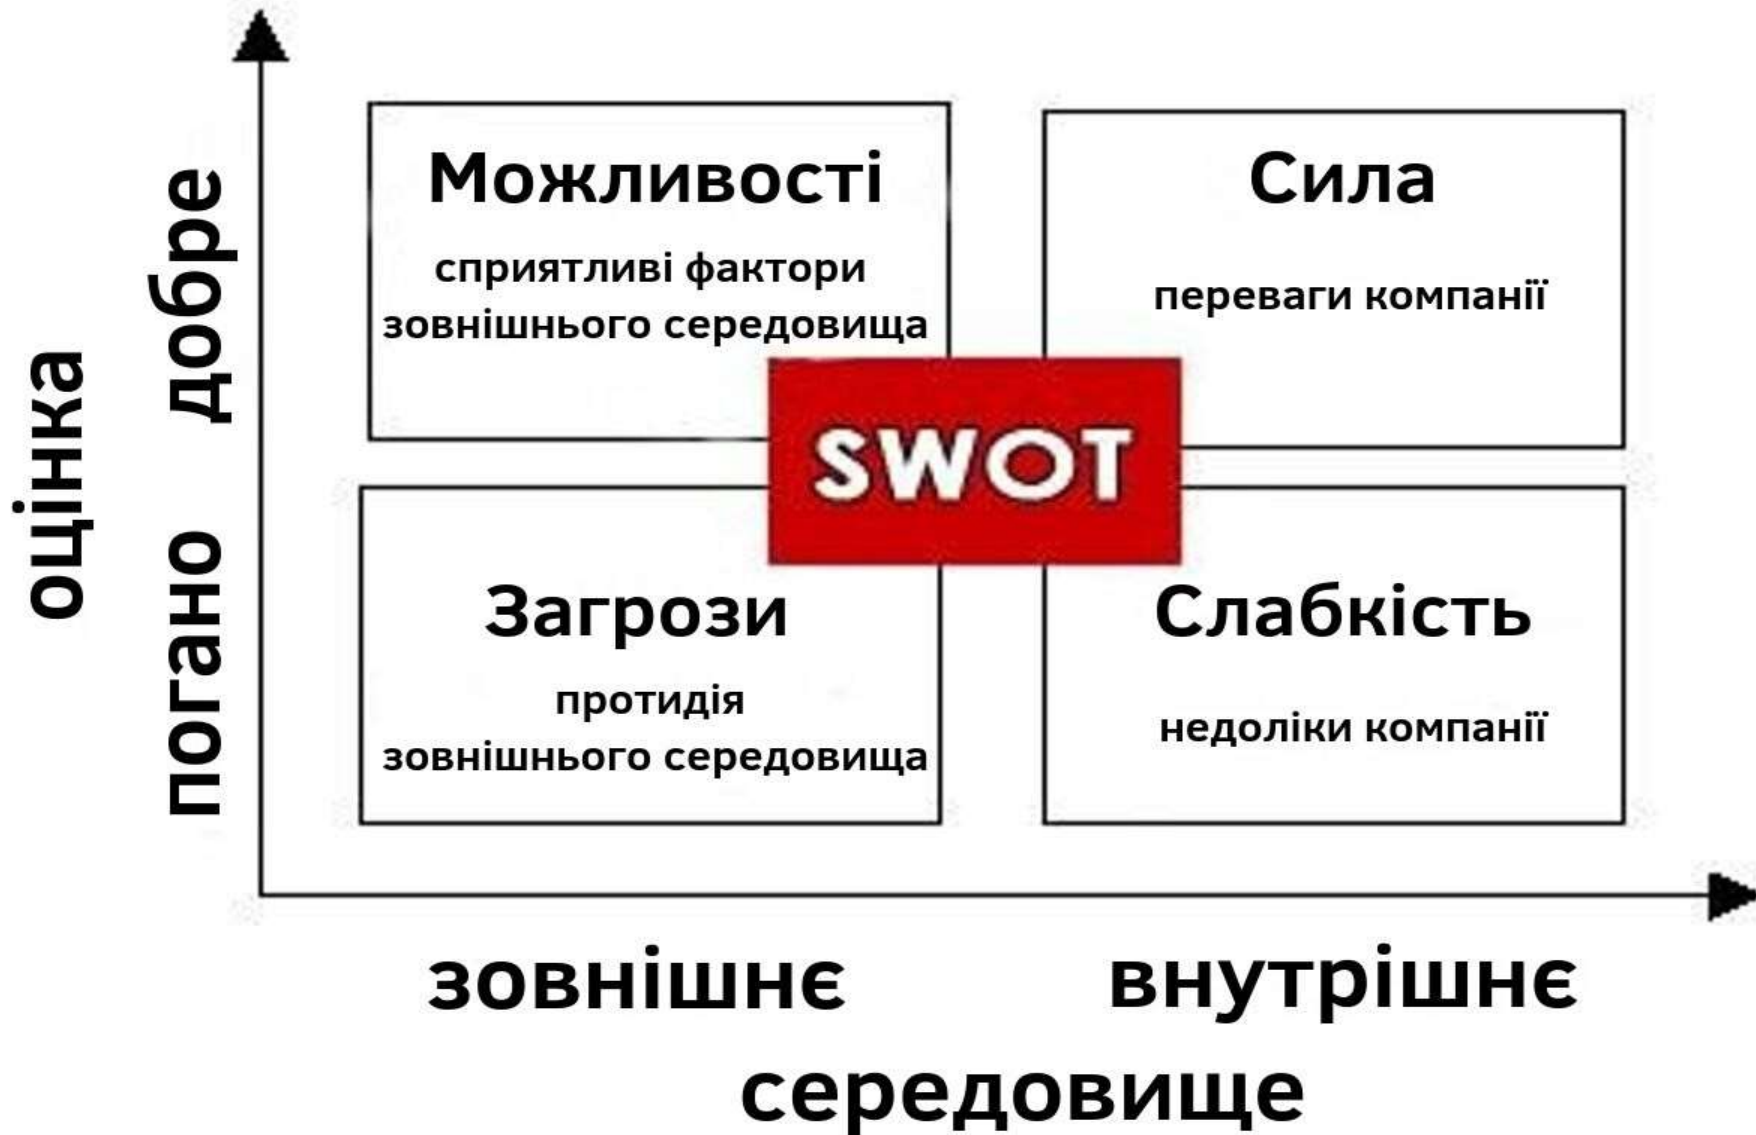 оцінка
добре
погано
Можливості
сприятливі фактори
зовнішнього середовища
Сила
переваги компанії
SWOT
Загрози
протидія
зовнішнього середовища
Слабкість
недоліки компанії
зовнішнє
внутрішнє
середовище